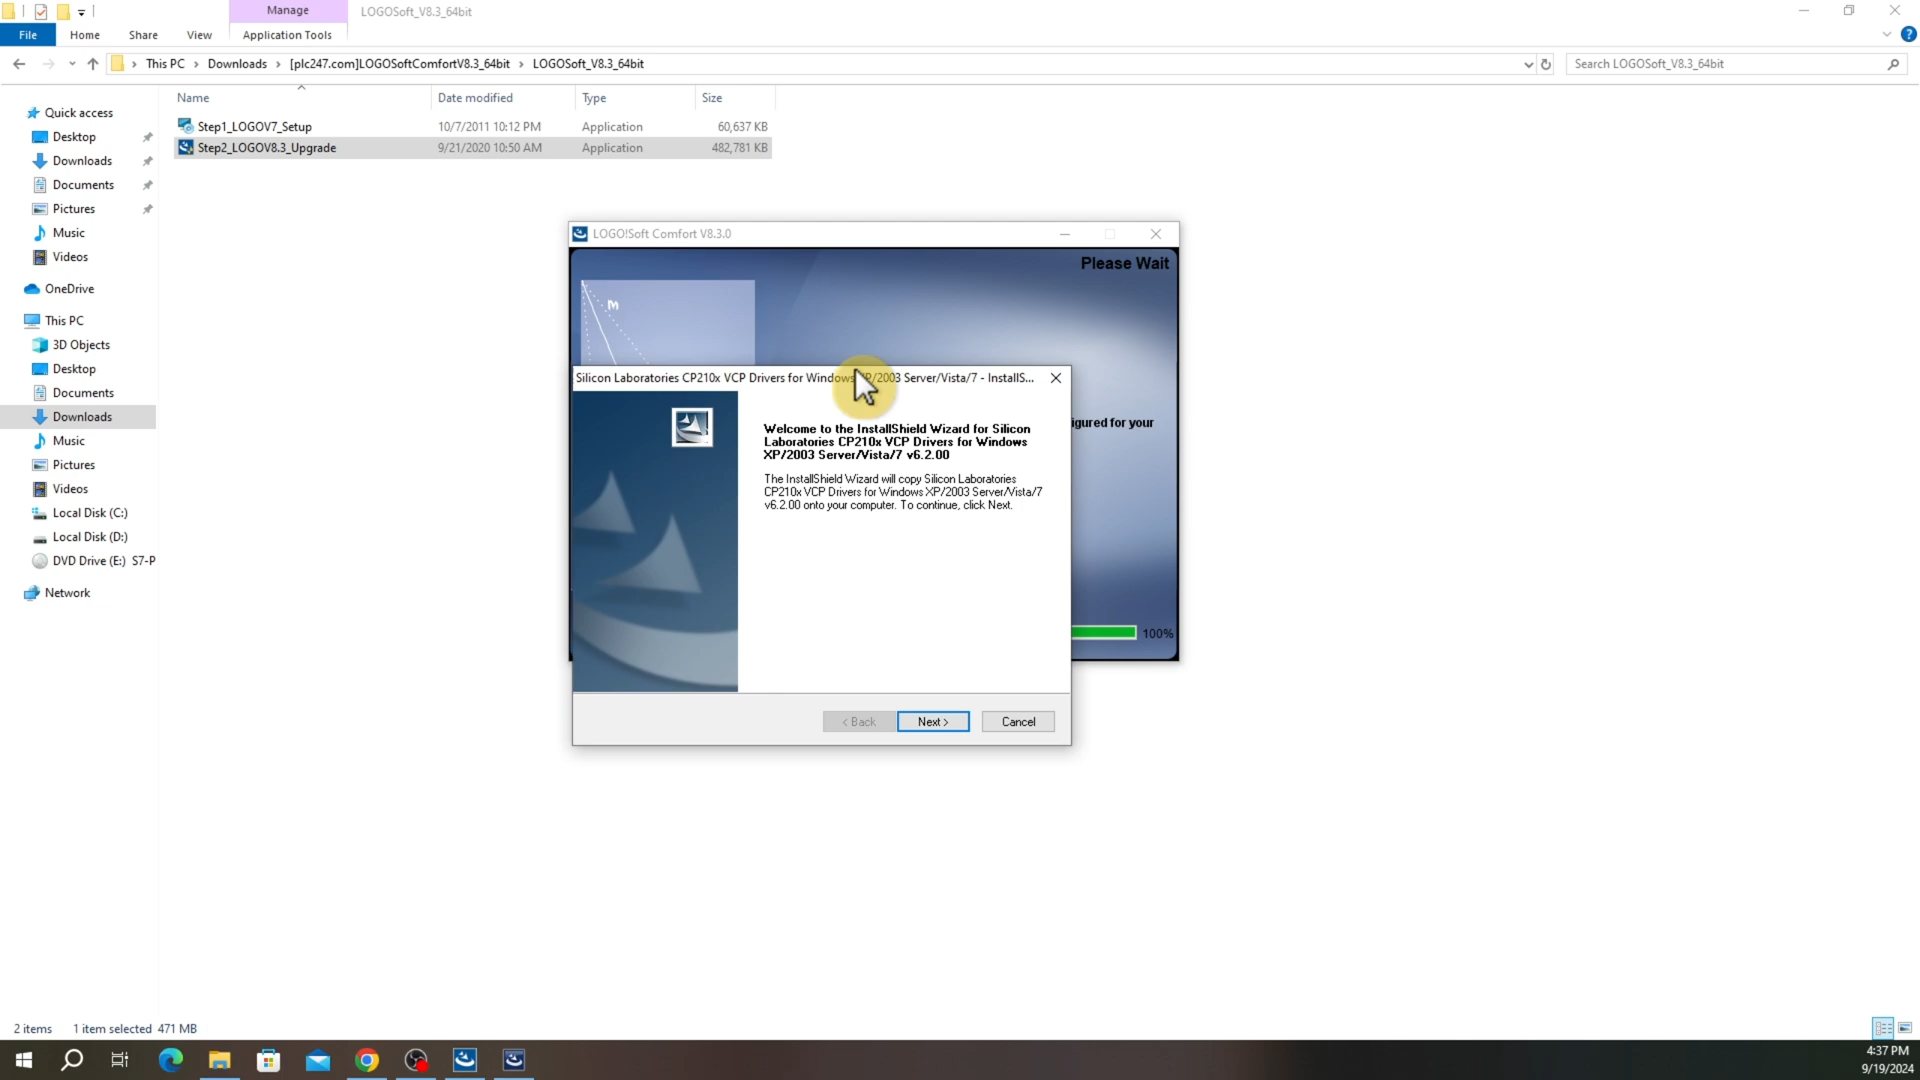 Manage
LOGOSoft_V8.3_64bit
File
Home
Share
View
Application Tools
This PC
Downloads
[plc247.com]LOGOSoftComfortV8.3_64bit
LOGOSoft_V8.3_64bit
Search LOGOSoft_V8.3_64bit
Name
Date modified
Type
Size
Step1_LOGOV7_Setup
10/7/2011 10:12 PM
Application
60,637 KB
Step2_LOGOV8.3_Upgrade
9/21/2020 10:50 AM
Application
482,781 KB
Quick access
Desktop
Downloads
Documents
Pictures
Music
Videos
OneDrive
This PC
3D Objects
Desktop
Documents
Downloads
Music
Pictures
Videos
Local Disk (C:)
Local Disk (D:)
DVD Drive (E:) S7-P
Network
LOGO!Soft Comfort V8.3.0
Please Wait
M
igured for your
100%
Silicon Laboratories CP210x VCP Drivers for Windows XP/2003 Server/Vista/7 - InstallS...
Welcome to the InstallShield Wizard for Silicon
Laboratories CP210x VCP Drivers for Windows
XP/2003 Server/Vista/7 v6.2.00
The InstallShield Wizard will copy Silicon Laboratories
CP210x VCP Drivers for Windows XP/2003 Server/Vista/7
v6.2.00 onto your computer. To continue, click Next.
< Back
Next >
Cancel
2 items
1 item selected 471 MB
4:37 PM
9/19/2024